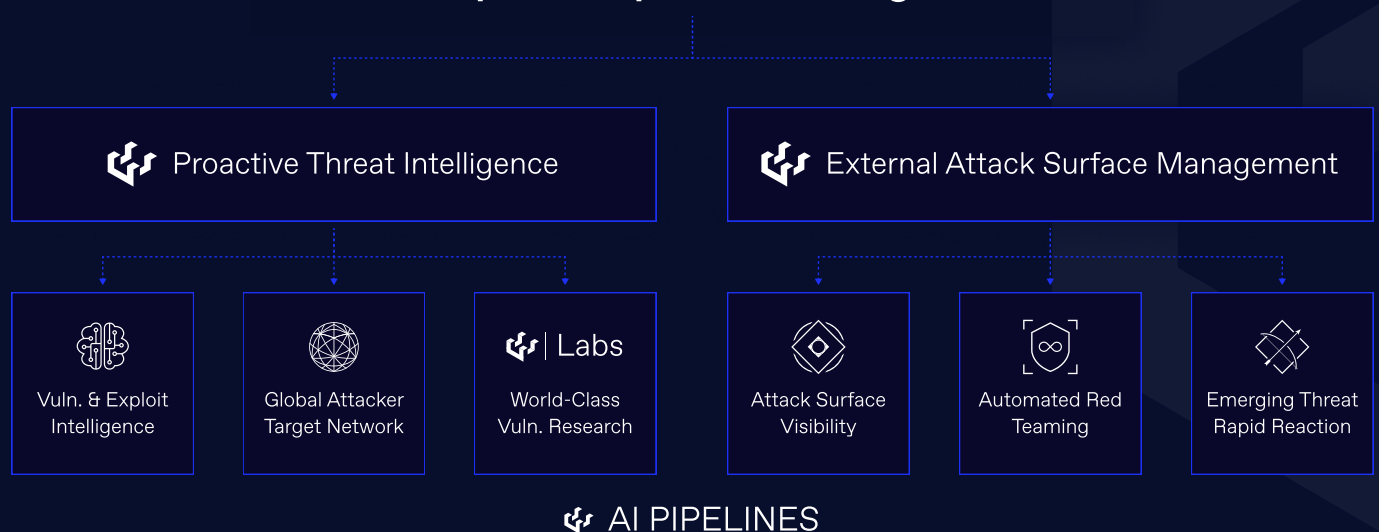 Proactive Threat Intelligence
External Attack Surface Management
Vuln. & Exploit
Intelligence
Global Attacker
Target Network
Labs
World-Class
Vuln. Research
Attack Surface
Visibility
Automated Red
Teaming
Emerging Threat
Rapid Reaction
AI PIPELINES